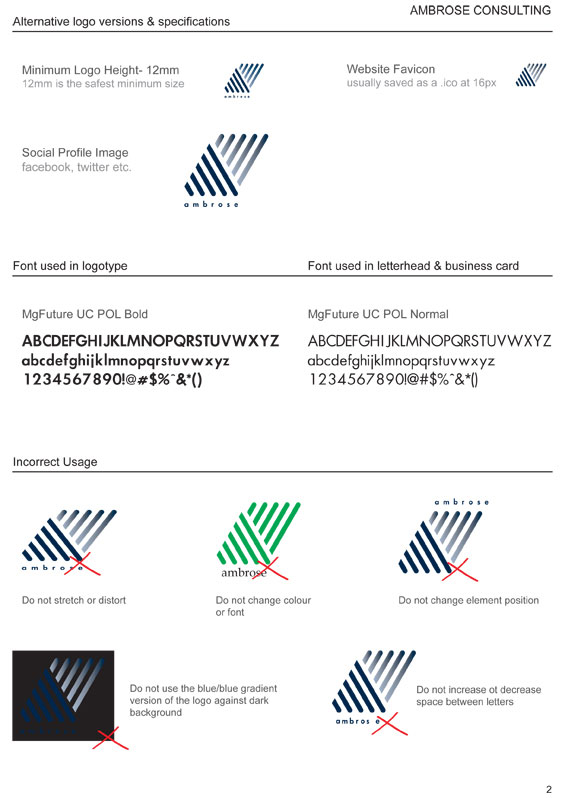 AMBROSE CONSULTING
Alternative logo versions & specifications
Minimum Logo Height- 12mm
12mm is the safest minimum size
ambrose
Website Favicon
usually saved as a .ico at 16px
Social Profile Image
facebook, twitter etc.
ambrose
Font used in logotype
Font used in letterhead & business card
MgFuture UC POL Bold
ABCDEFGHIJKLMNOPQRSTUVWXYZ
abcdefghijklmnopqrstuvwxyz
1234567890!@#$%^&*()
MgFuture UC POL Normal
ABCDEFGHIJKLMNOPQRSTUVWXYZ
abcdefghijklmnopqrstuvwxyz
1234567890!@#$%^&*()
Incorrect Usage
ambrose
Do not stretch or distort
ambrose
Do not change colour
or font
ambrose
Do not change element position
ambrose
Do not use the blue/blue gradient
version of the logo against dark
background
ambros e
Do not increase ot decrease
space between letters
2